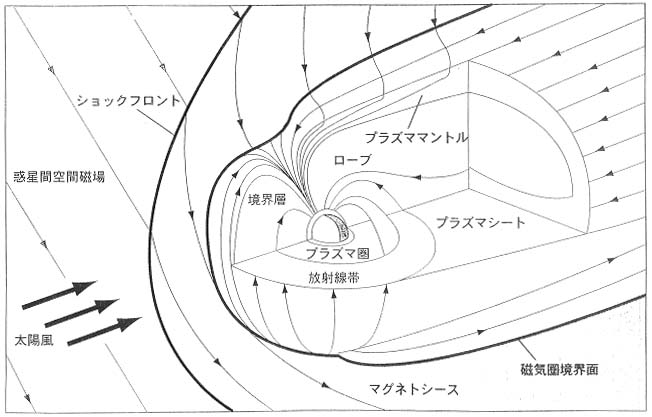 ショックフロント
プラズママントル
ローブ
惑星間空間磁場
境界層
プラズマシート
プラズマ圏
放射線帯
太陽風
磁気圏境界面
マグネトシース